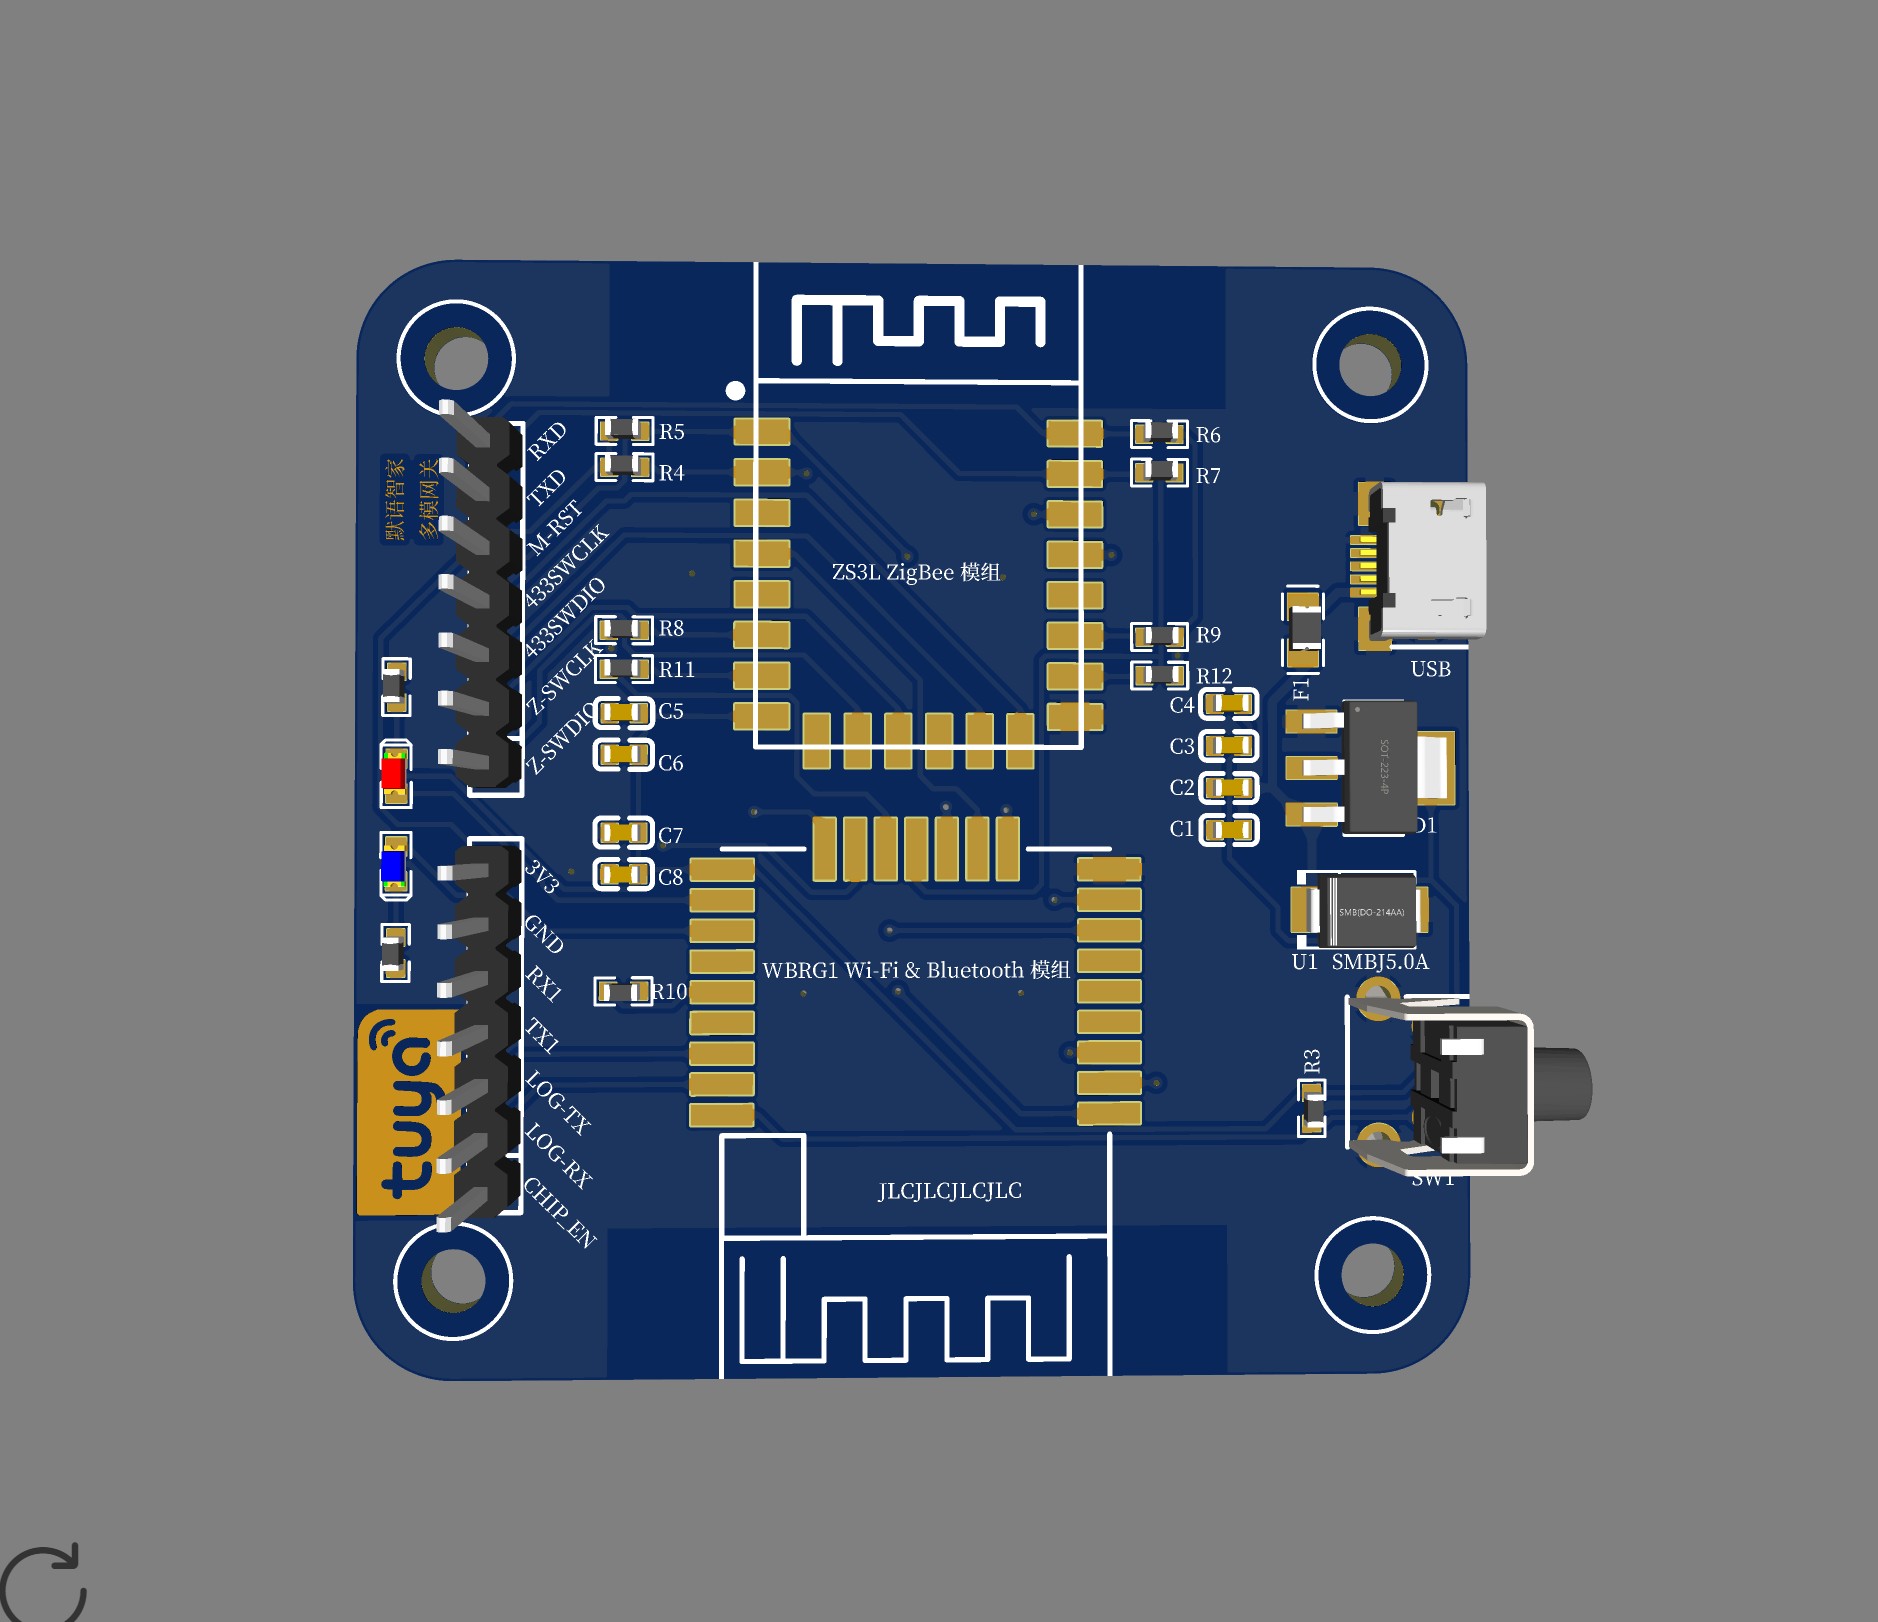 RXD
TXD
M-RST
433SWCLK
433SWDIO
Z-SWCLK
Z-SWDIO
默语智家
多模网关
R5
R4
R6
R7
ZS3L ZigBee 模组
R8
R11
C5
C6
R9
R12
C4
C3
C2
C1
F1
USB
SOT-223-4P
C7
C8
3V3
GND
RX1
TX1
LOG-TX
LOG-RX
CHIP_EN
SMB(DO-214AA)
U1 SMBJ5.0A
WBRG1 Wi-Fi & Bluetooth 模组
R10
R3
tuya
SW1
JLCJLCJLCJLC